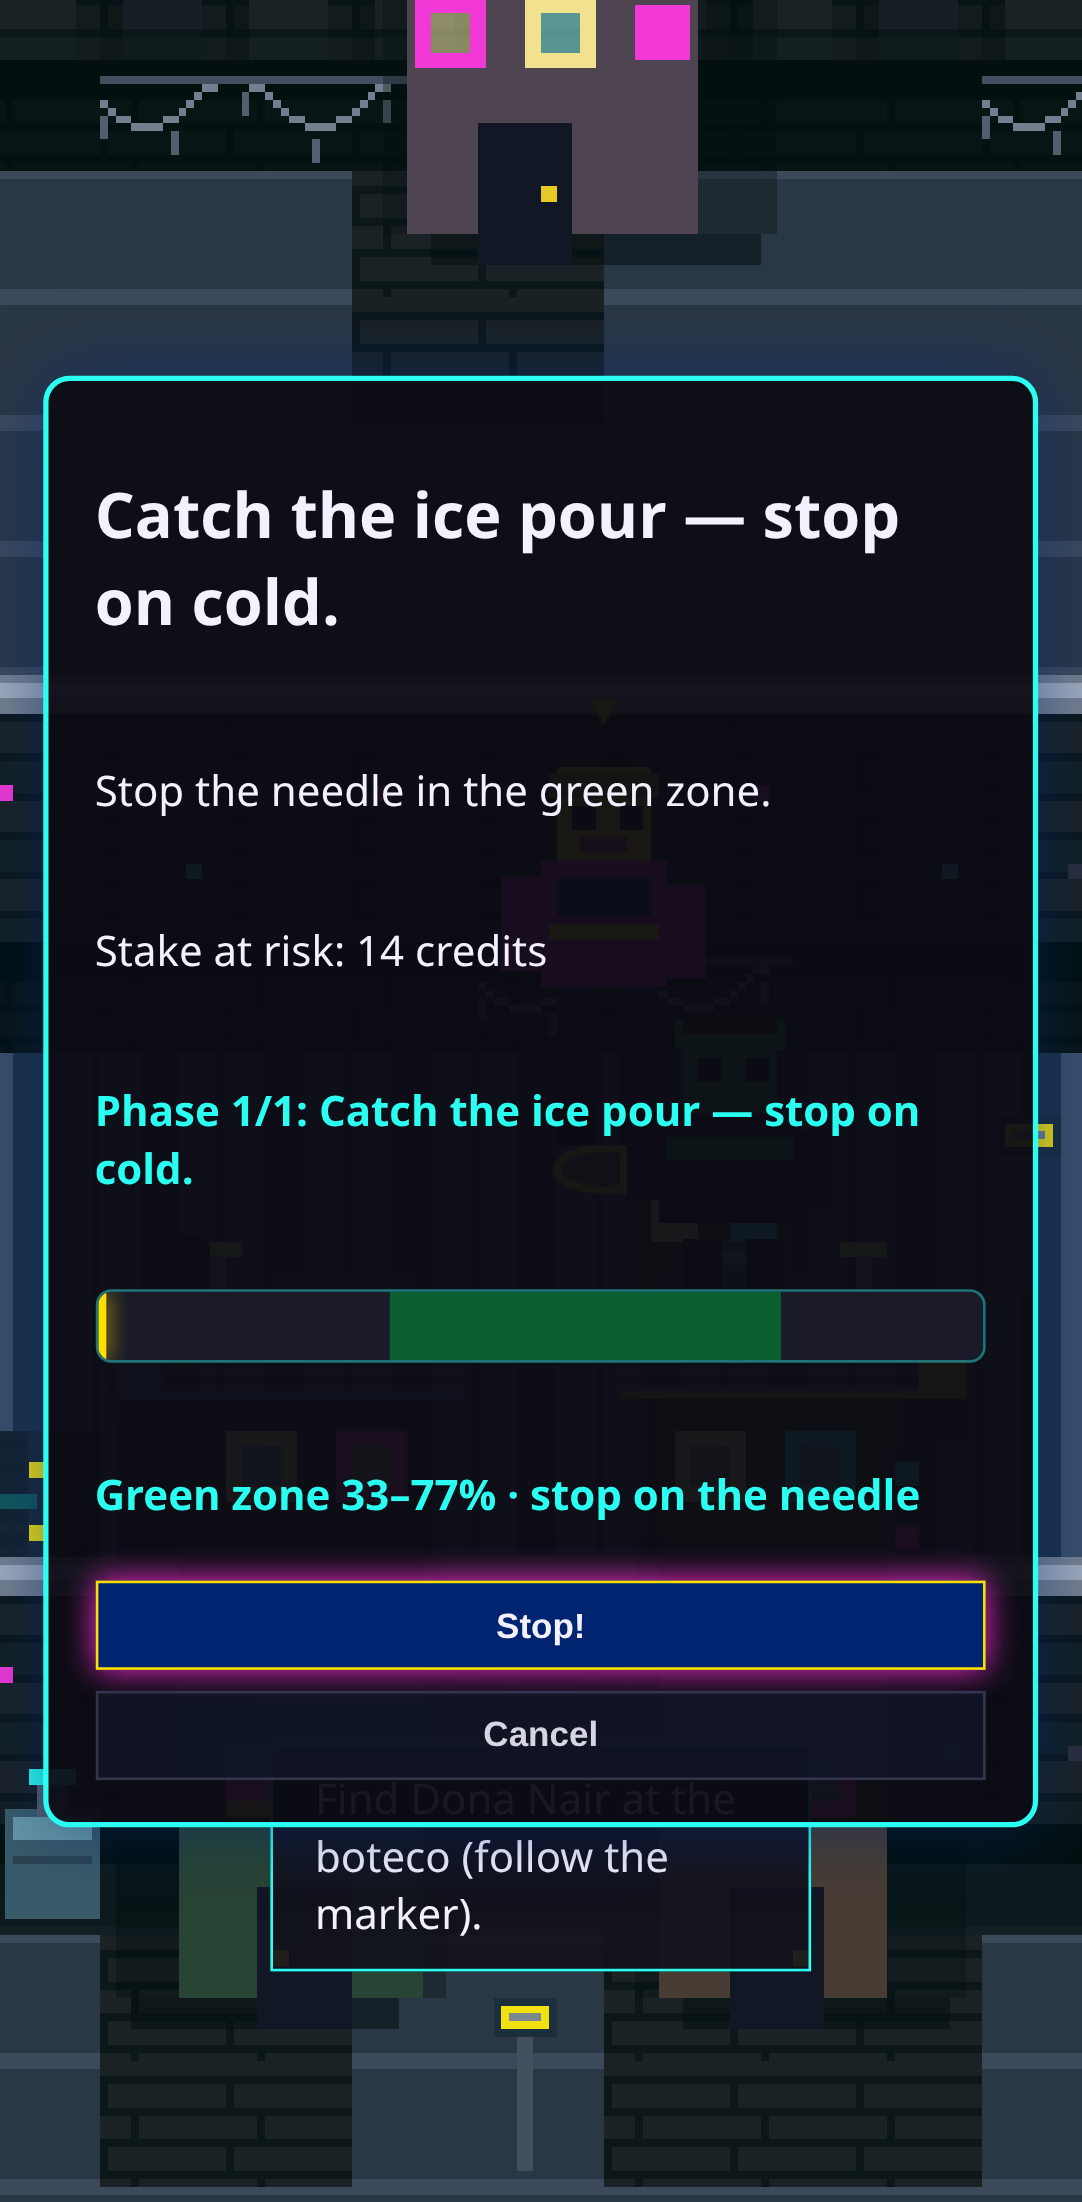 Catch the ice pour — stop
on cold.
Stop the needle in the green zone.
Stake at risk: 14 credits
Phase 1/1: Catch the ice pour — stop on
cold.
Green zone 33–77% · stop on the needle
Stop!
Cancel
Find Dona Nair at the
boteco (follow the
marker).